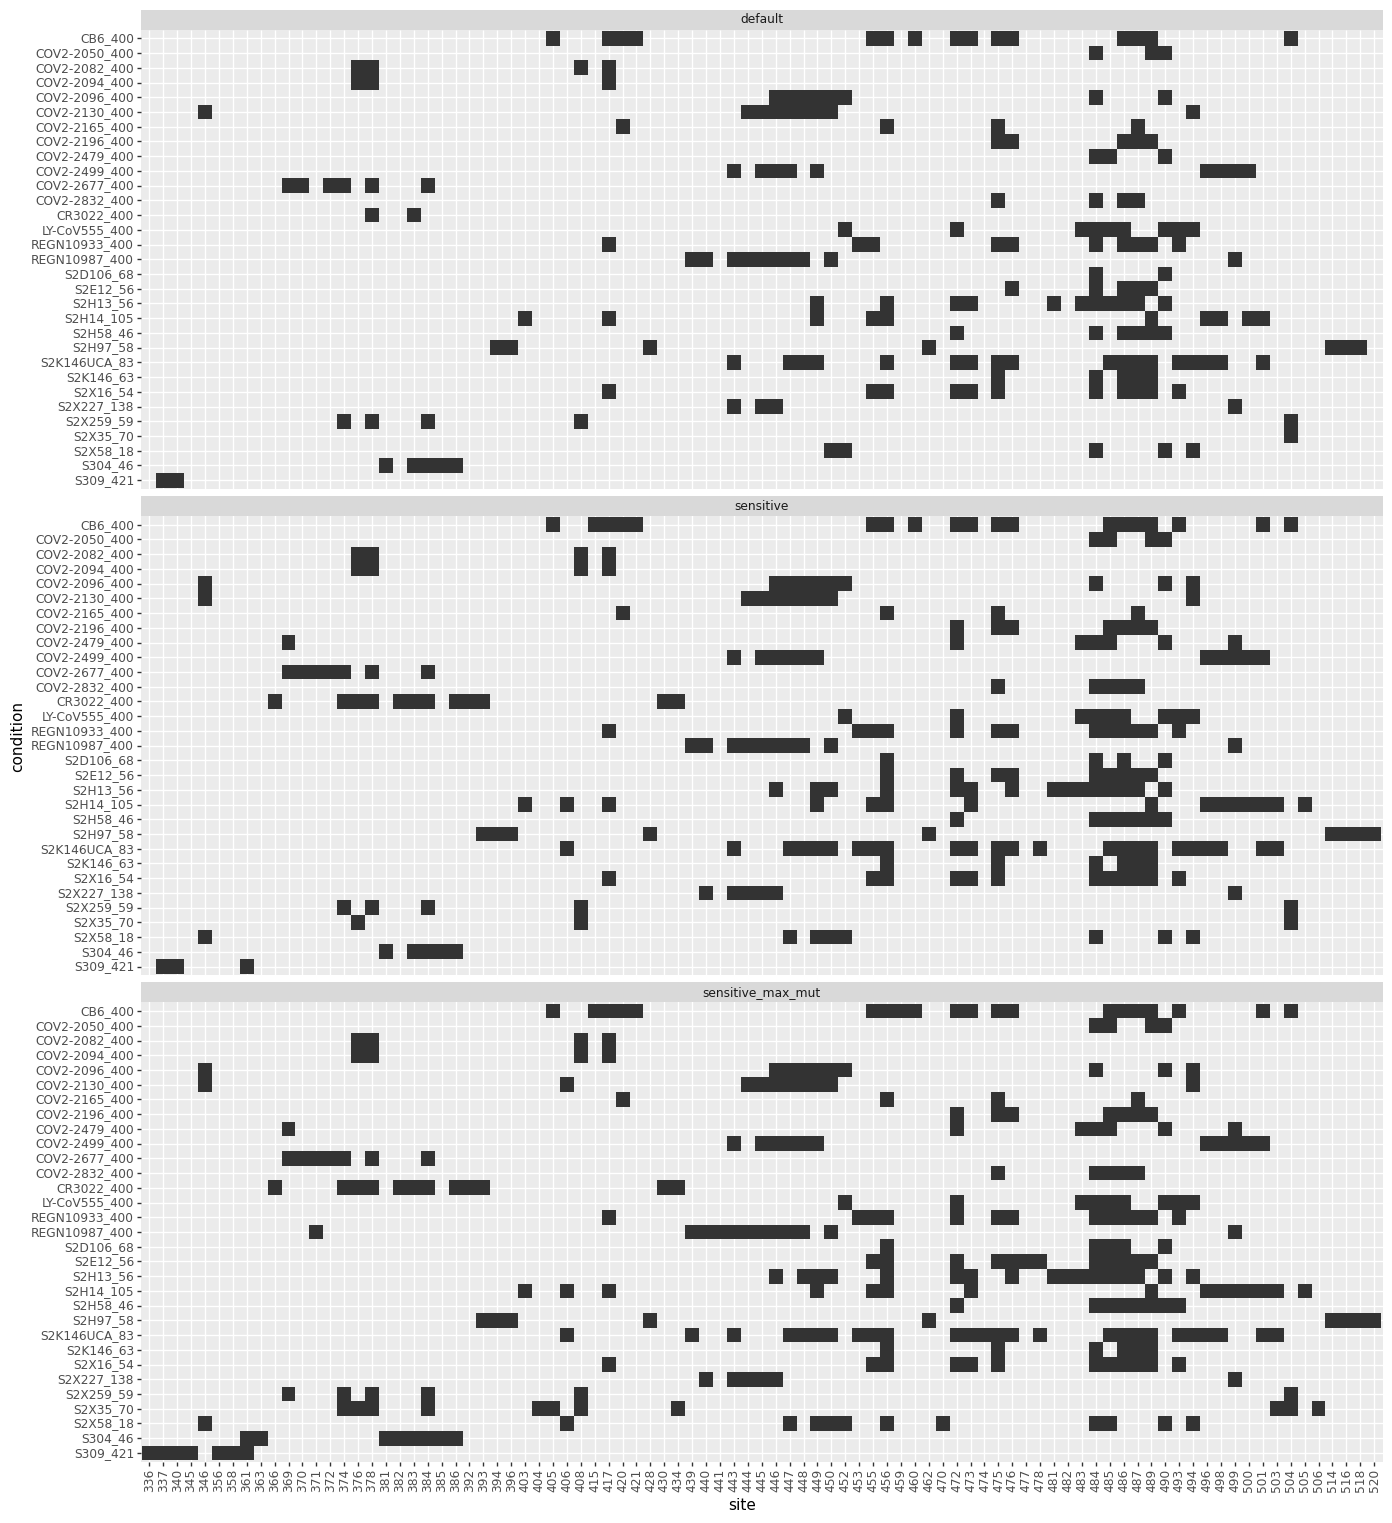 default
CB6_400
COV2-2050_400
COV2-2082_400
COV2-2094_400
COV2-2096_400
COV2-2130_400
COV2-2165_400
COV2-2196_400
COV2-2479_400
COV2-2499_400
COV2-2677_400
COV2-2832_400
CR3022_400
LY-CoV555_400
REGN10933_400
REGN10987_400
S2D106_68
S2E12_56
S2H13_56
S2H14_105
S2H58_46
S2H97_58
S2K146UCA_83
S2K146_63
S2X16_54
S2X227_138
S2X259_59
S2X35_70
S2X58_18
S304_46
S309_421
sensitive
CB6_400
COV2-2050_400
COV2-2082_400
COV2-2094_400
COV2-2096_400
COV2-2130_400
COV2-2165_400
COV2-2196_400
COV2-2479_400
COV2-2499_400
COV2-2677_400
COV2-2832_400
CR3022_400
LY-CoV555_400
REGN10933_400
REGN10987_400
S2D106_68
S2E12_56
S2H13_56
S2H14_105
S2H58_46
S2H97_58
S2K146UCA_83
S2K146_63
S2X16_54
S2X227_138
S2X259_59
S2X35_70
S2X58_18
S304_46
S309_421
condition
sensitive_max_mut
CB6_400
COV2-2050_400
COV2-2082_400
COV2-2094_400
COV2-2096_400
COV2-2130_400
COV2-2165_400
COV2-2196_400
COV2-2479_400
COV2-2499_400
COV2-2677_400
COV2-2832_400
CR3022_400
LY-CoV555_400
REGN10933_400
REGN10987_400
S2D106_68
S2E12_56
S2H13_56
S2H14_105
S2H58_46
S2H97_58
S2K146UCA_83
S2K146_63
S2X16_54
S2X227_138
S2X259_59
S2X35_70
S2X58_18
S304_46
S309_421
336 337 340 345 346 356 358 361 363 366 369 370 371 372 374 376 378 381 382 383 384 385 386 392 393 394 396 403 404 405 406 408 415 417 420 421 428 430 434 439 440 441 443 444 445 446 447 448 449 450 452 453 455 456 459 460 462 470 472 473 474 475 476 477 478 481 482 483 484 485 486 487 489 490 493 494 496 498 499 500 501 503 504 505 506 514 516 518 520
site